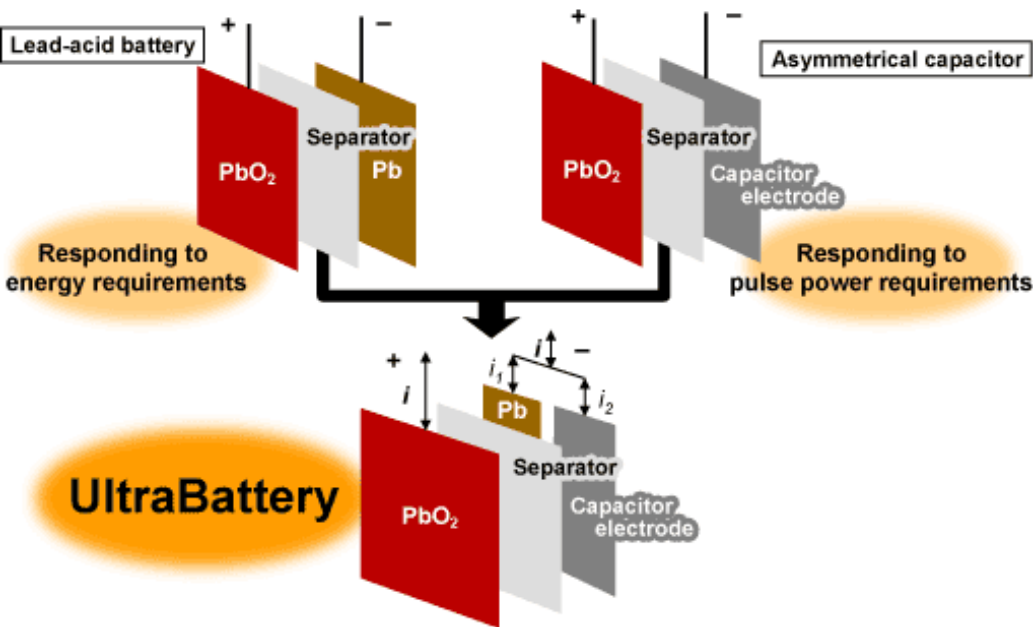 +
–
Lead-acid battery
Separator
PbO₂
Pb
Responding to
energy requirements
+
–
Asymmetrical capacitor
Separator
PbO₂
Capacitor
electrode
Responding to
pulse power requirements
+
i
i
–
i₁
i₂
Pb
Separator
PbO₂
Capacitor
electrode
UltraBattery